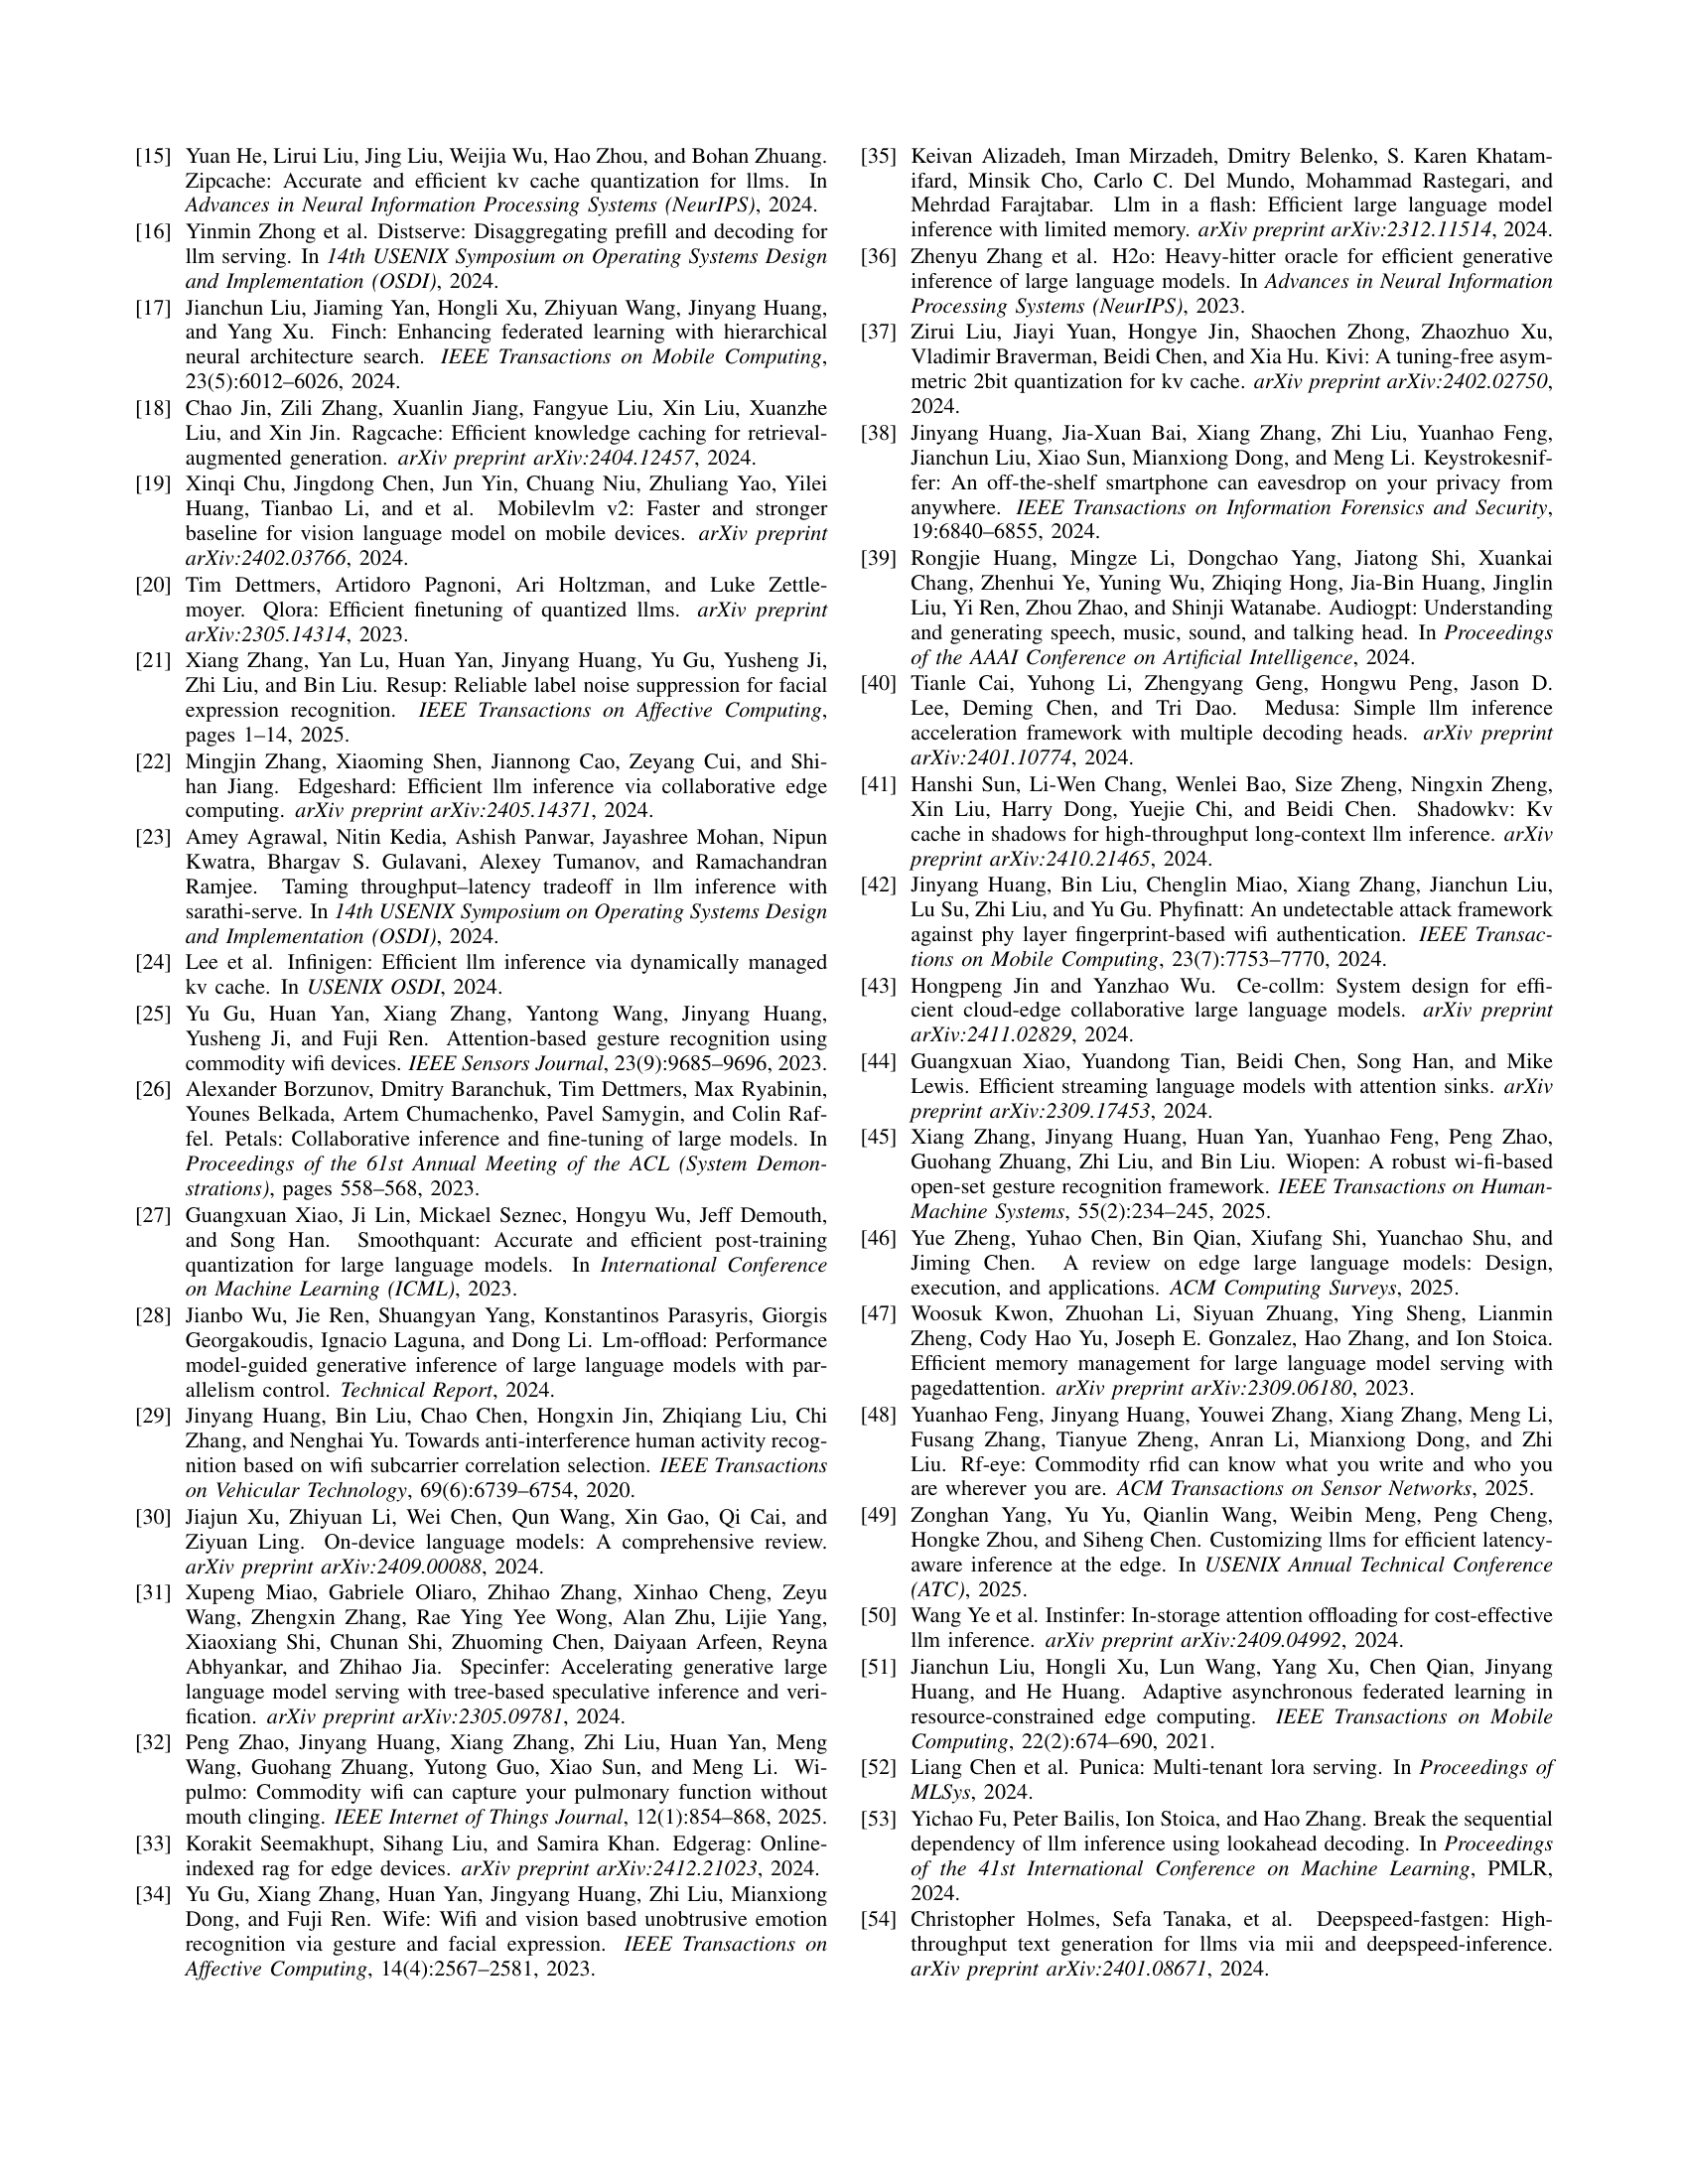 [15] Yuan He, Lirui Liu, Jing Liu, Weijia Wu, Hao Zhou, and Bohan Zhuang.
Zipcache: Accurate and efficient kv cache quantization for llms. In
Advances in Neural Information Processing Systems (NeurIPS), 2024.
[16] Yinmin Zhong et al. Distserve: Disaggregating prefill and decoding for
llm serving. In 14th USENIX Symposium on Operating Systems Design
and Implementation (OSDI), 2024.
[17] Jianchun Liu, Jiaming Yan, Hongli Xu, Zhiyuan Wang, Jinyang Huang,
and Yang Xu. Finch: Enhancing federated learning with hierarchical
neural architecture search. IEEE Transactions on Mobile Computing,
23(5):6012–6026, 2024.
[18] Chao Jin, Zili Zhang, Xuanlin Jiang, Fangyue Liu, Xin Liu, Xuanzhe
Liu, and Xin Jin. Ragcache: Efficient knowledge caching for retrieval-
augmented generation. arXiv preprint arXiv:2404.12457, 2024.
[19] Xinqi Chu, Jingdong Chen, Jun Yin, Chuang Niu, Zhuliang Yao, Yilei
Huang, Tianbao Li, and et al. Mobilevlm v2: Faster and stronger
baseline for vision language model on mobile devices. arXiv preprint
arXiv:2402.03766, 2024.
[20] Tim Dettmers, Artidoro Pagnoni, Ari Holtzman, and Luke Zettle-
moyer. Qlora: Efficient finetuning of quantized llms. arXiv preprint
arXiv:2305.14314, 2023.
[21] Xiang Zhang, Yan Lu, Huan Yan, Jinyang Huang, Yu Gu, Yusheng Ji,
Zhi Liu, and Bin Liu. Resup: Reliable label noise suppression for facial
expression recognition. IEEE Transactions on Affective Computing,
pages 1–14, 2025.
[22] Mingjin Zhang, Xiaoming Shen, Jiannong Cao, Zeyang Cui, and Shi-
han Jiang. Edgeshard: Efficient llm inference via collaborative edge
computing. arXiv preprint arXiv:2405.14371, 2024.
[23] Amey Agrawal, Nitin Kedia, Ashish Panwar, Jayashree Mohan, Nipun
Kwatra, Bhargav S. Gulavani, Alexey Tumanov, and Ramachandran
Ramjee. Taming throughput–latency tradeoff in llm inference with
sarathi-serve. In 14th USENIX Symposium on Operating Systems Design
and Implementation (OSDI), 2024.
[24] Lee et al. Infinigen: Efficient llm inference via dynamically managed
kv cache. In USENIX OSDI, 2024.
[25] Yu Gu, Huan Yan, Xiang Zhang, Yantong Wang, Jinyang Huang,
Yusheng Ji, and Fuji Ren. Attention-based gesture recognition using
commodity wifi devices. IEEE Sensors Journal, 23(9):9685–9696, 2023.
[26] Alexander Borzunov, Dmitry Baranchuk, Tim Dettmers, Max Ryabinin,
Younes Belkada, Artem Chumachenko, Pavel Samygin, and Colin Raf-
fel. Petals: Collaborative inference and fine-tuning of large models. In
Proceedings of the 61st Annual Meeting of the ACL (System Demon-
strations), pages 558–568, 2023.
[27] Guangxuan Xiao, Ji Lin, Mickael Seznec, Hongyu Wu, Jeff Demouth,
and Song Han. Smoothquant: Accurate and efficient post-training
quantization for large language models. In International Conference
on Machine Learning (ICML), 2023.
[28] Jianbo Wu, Jie Ren, Shuangyan Yang, Konstantinos Parasyris, Giorgis
Georgakoudis, Ignacio Laguna, and Dong Li. Lm-offload: Performance
model-guided generative inference of large language models with par-
allelism control. Technical Report, 2024.
[29] Jinyang Huang, Bin Liu, Chao Chen, Hongxin Jin, Zhiqiang Liu, Chi
Zhang, and Nenghai Yu. Towards anti-interference human activity recog-
nition based on wifi subcarrier correlation selection. IEEE Transactions
on Vehicular Technology, 69(6):6739–6754, 2020.
[30] Jiajun Xu, Zhiyuan Li, Wei Chen, Qun Wang, Xin Gao, Qi Cai, and
Ziyuan Ling. On-device language models: A comprehensive review.
arXiv preprint arXiv:2409.00088, 2024.
[31] Xupeng Miao, Gabriele Oliaro, Zhihao Zhang, Xinhao Cheng, Zeyu
Wang, Zhengxin Zhang, Rae Ying Yee Wong, Alan Zhu, Lijie Yang,
Xiaoxiang Shi, Chunan Shi, Zhuoming Chen, Daiyaan Arfeen, Reyna
Abhyankar, and Zhihao Jia. Specinfer: Accelerating generative large
language model serving with tree-based speculative inference and veri-
fication. arXiv preprint arXiv:2305.09781, 2024.
[32] Peng Zhao, Jinyang Huang, Xiang Zhang, Zhi Liu, Huan Yan, Meng
Wang, Guohang Zhuang, Yutong Guo, Xiao Sun, and Meng Li. Wi-
pulmo: Commodity wifi can capture your pulmonary function without
mouth clinging. IEEE Internet of Things Journal, 12(1):854–868, 2025.
[33] Korakit Seemakhupt, Sihang Liu, and Samira Khan. Edgerag: Online-
indexed rag for edge devices. arXiv preprint arXiv:2412.21023, 2024.
[34] Yu Gu, Xiang Zhang, Huan Yan, Jingyang Huang, Zhi Liu, Mianxiong
Dong, and Fuji Ren. Wife: Wifi and vision based unobtrusive emotion
recognition via gesture and facial expression. IEEE Transactions on
Affective Computing, 14(4):2567–2581, 2023.
[35] Keivan Alizadeh, Iman Mirzadeh, Dmitry Belenko, S. Karen Khatam-
ifard, Minsik Cho, Carlo C. Del Mundo, Mohammad Rastegari, and
Mehrdad Farajtabar. Llm in a flash: Efficient large language model
inference with limited memory. arXiv preprint arXiv:2312.11514, 2024.
[36] Zhenyu Zhang et al. H2o: Heavy-hitter oracle for efficient generative
inference of large language models. In Advances in Neural Information
Processing Systems (NeurIPS), 2023.
[37] Zirui Liu, Jiayi Yuan, Hongye Jin, Shaochen Zhong, Zhaozhuo Xu,
Vladimir Braverman, Beidi Chen, and Xia Hu. Kivi: A tuning-free asym-
metric 2bit quantization for kv cache. arXiv preprint arXiv:2402.02750,
2024.
[38] Jinyang Huang, Jia-Xuan Bai, Xiang Zhang, Zhi Liu, Yuanhao Feng,
Jianchun Liu, Xiao Sun, Mianxiong Dong, and Meng Li. Keystrokesnif-
fer: An off-the-shelf smartphone can eavesdrop on your privacy from
anywhere. IEEE Transactions on Information Forensics and Security,
19:6840–6855, 2024.
[39] Rongjie Huang, Mingze Li, Dongchao Yang, Jiatong Shi, Xuankai
Chang, Zhenhui Ye, Yuning Wu, Zhiqing Hong, Jia-Bin Huang, Jinglin
Liu, Yi Ren, Zhou Zhao, and Shinji Watanabe. Audiogpt: Understanding
and generating speech, music, sound, and talking head. In Proceedings
of the AAAI Conference on Artificial Intelligence, 2024.
[40] Tianle Cai, Yuhong Li, Zhengyang Geng, Hongwu Peng, Jason D.
Lee, Deming Chen, and Tri Dao. Medusa: Simple llm inference
acceleration framework with multiple decoding heads. arXiv preprint
arXiv:2401.10774, 2024.
[41] Hanshi Sun, Li-Wen Chang, Wenlei Bao, Size Zheng, Ningxin Zheng,
Xin Liu, Harry Dong, Yuejie Chi, and Beidi Chen. Shadowkv: Kv
cache in shadows for high-throughput long-context llm inference. arXiv
preprint arXiv:2410.21465, 2024.
[42] Jinyang Huang, Bin Liu, Chenglin Miao, Xiang Zhang, Jianchun Liu,
Lu Su, Zhi Liu, and Yu Gu. Phyfinatt: An undetectable attack framework
against phy layer fingerprint-based wifi authentication. IEEE Transac-
tions on Mobile Computing, 23(7):7753–7770, 2024.
[43] Hongpeng Jin and Yanzhao Wu. Ce-collm: System design for effi-
cient cloud-edge collaborative large language models. arXiv preprint
arXiv:2411.02829, 2024.
[44] Guangxuan Xiao, Yuandong Tian, Beidi Chen, Song Han, and Mike
Lewis. Efficient streaming language models with attention sinks. arXiv
preprint arXiv:2309.17453, 2024.
[45] Xiang Zhang, Jinyang Huang, Huan Yan, Yuanhao Feng, Peng Zhao,
Guohang Zhuang, Zhi Liu, and Bin Liu. Wiopen: A robust wi-fi-based
open-set gesture recognition framework. IEEE Transactions on Human-
Machine Systems, 55(2):234–245, 2025.
[46] Yue Zheng, Yuhao Chen, Bin Qian, Xiufang Shi, Yuanchao Shu, and
Jiming Chen. A review on edge large language models: Design,
execution, and applications. ACM Computing Surveys, 2025.
[47] Woosuk Kwon, Zhuohan Li, Siyuan Zhuang, Ying Sheng, Lianmin
Zheng, Cody Hao Yu, Joseph E. Gonzalez, Hao Zhang, and Ion Stoica.
Efficient memory management for large language model serving with
pagedattention. arXiv preprint arXiv:2309.06180, 2023.
[48] Yuanhao Feng, Jinyang Huang, Youwei Zhang, Xiang Zhang, Meng Li,
Fusang Zhang, Tianyue Zheng, Anran Li, Mianxiong Dong, and Zhi
Liu. Rf-eye: Commodity rfid can know what you write and who you
are wherever you are. ACM Transactions on Sensor Networks, 2025.
[49] Zonghan Yang, Yu Yu, Qianlin Wang, Weibin Meng, Peng Cheng,
Hongke Zhou, and Siheng Chen. Customizing llms for efficient latency-
aware inference at the edge. In USENIX Annual Technical Conference
(ATC), 2025.
[50] Wang Ye et al. Instinfer: In-storage attention offloading for cost-effective
llm inference. arXiv preprint arXiv:2409.04992, 2024.
[51] Jianchun Liu, Hongli Xu, Lun Wang, Yang Xu, Chen Qian, Jinyang
Huang, and He Huang. Adaptive asynchronous federated learning in
resource-constrained edge computing. IEEE Transactions on Mobile
Computing, 22(2):674–690, 2021.
[52] Liang Chen et al. Punica: Multi-tenant lora serving. In Proceedings of
MLSys, 2024.
[53] Yichao Fu, Peter Bailis, Ion Stoica, and Hao Zhang. Break the sequential
dependency of llm inference using lookahead decoding. In Proceedings
of the 41st International Conference on Machine Learning, PMLR,
2024.
[54] Christopher Holmes, Sefa Tanaka, et al. Deepspeed-fastgen: High-
throughput text generation for llms via mii and deepspeed-inference.
arXiv preprint arXiv:2401.08671, 2024.